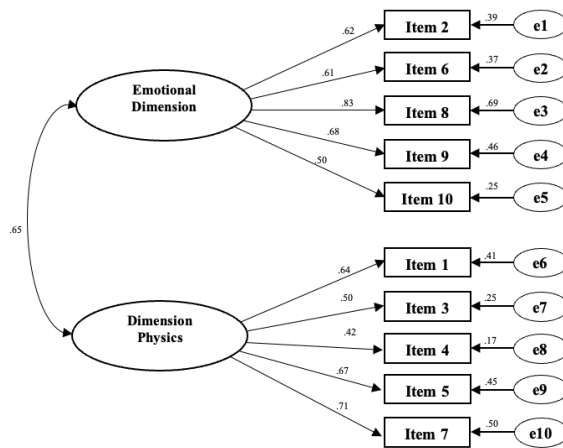 .62
Item 2
.39
e1
Emotional
Dimension
.61
Item 6
.37
e2
.83
Item 8
.69
e3
.68
Item 9
.46
e4
.50
Item 10
.25
e5
.65
Dimension
Physics
.64
Item 1
.41
e6
.50
Item 3
.25
e7
.42
Item 4
.17
e8
.67
Item 5
.45
e9
.71
Item 7
.50
e10